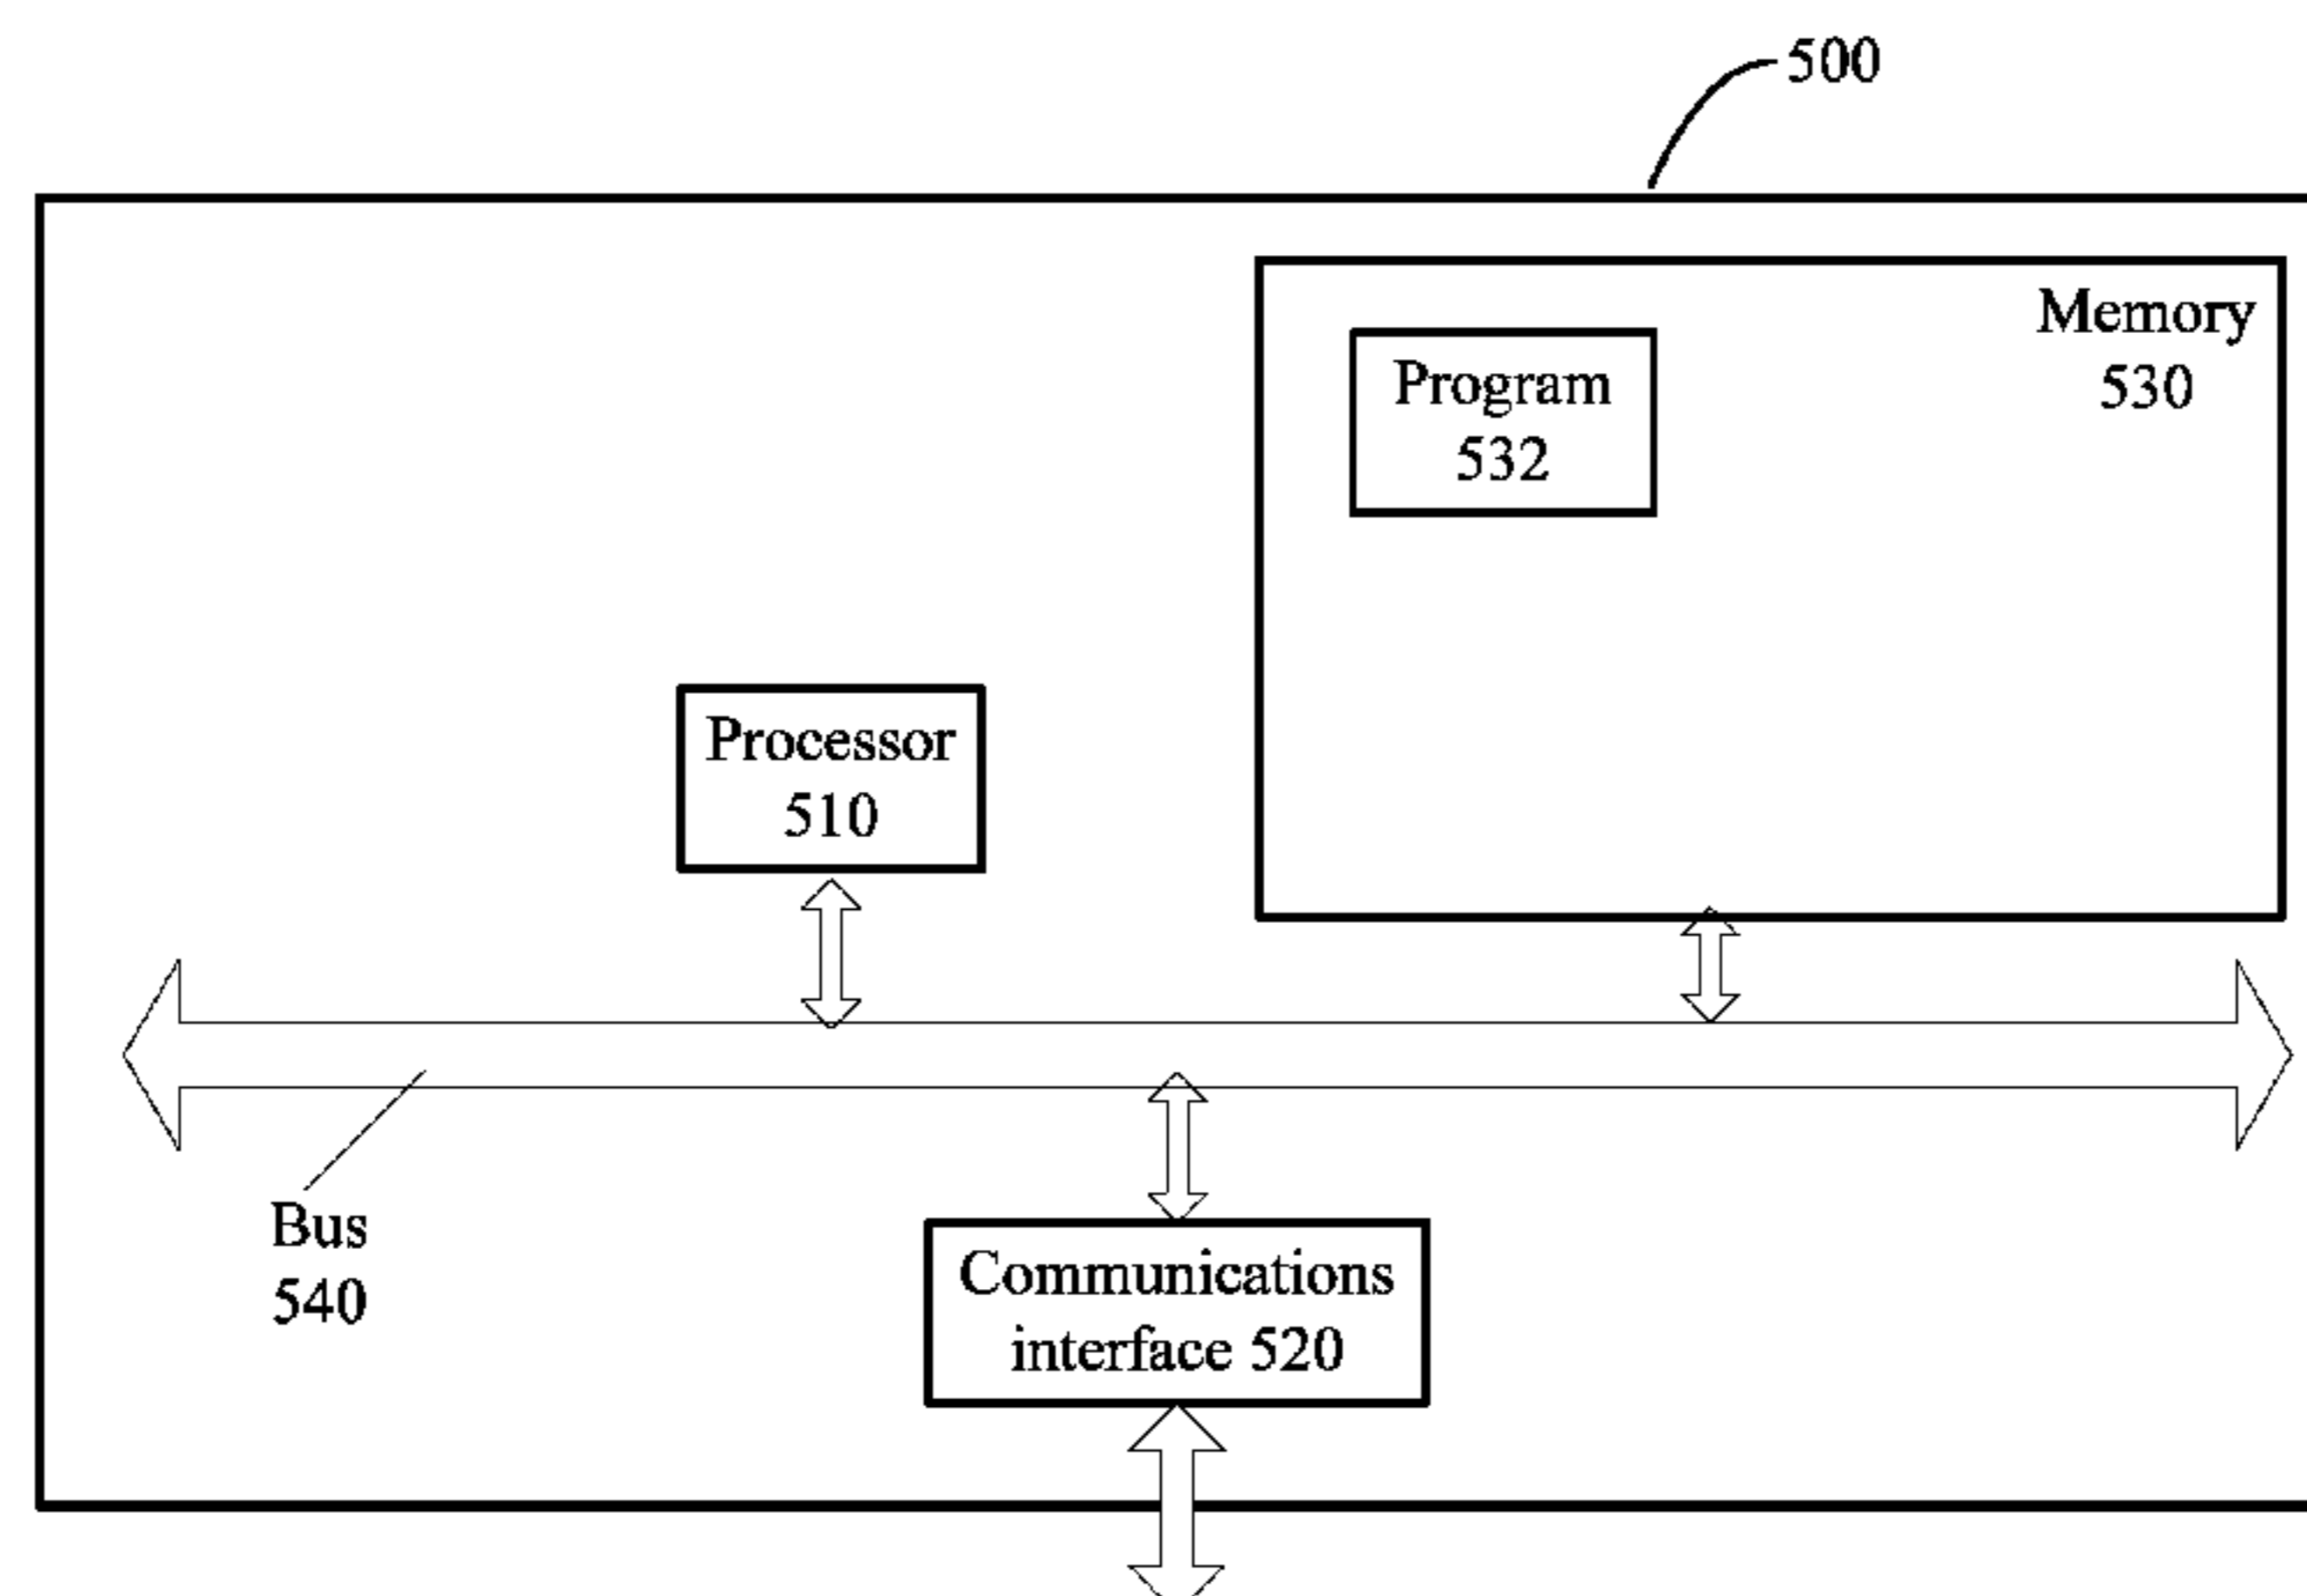 500
Memory
530
Program
532
Processor
510
Bus
540
Communications
interface 520